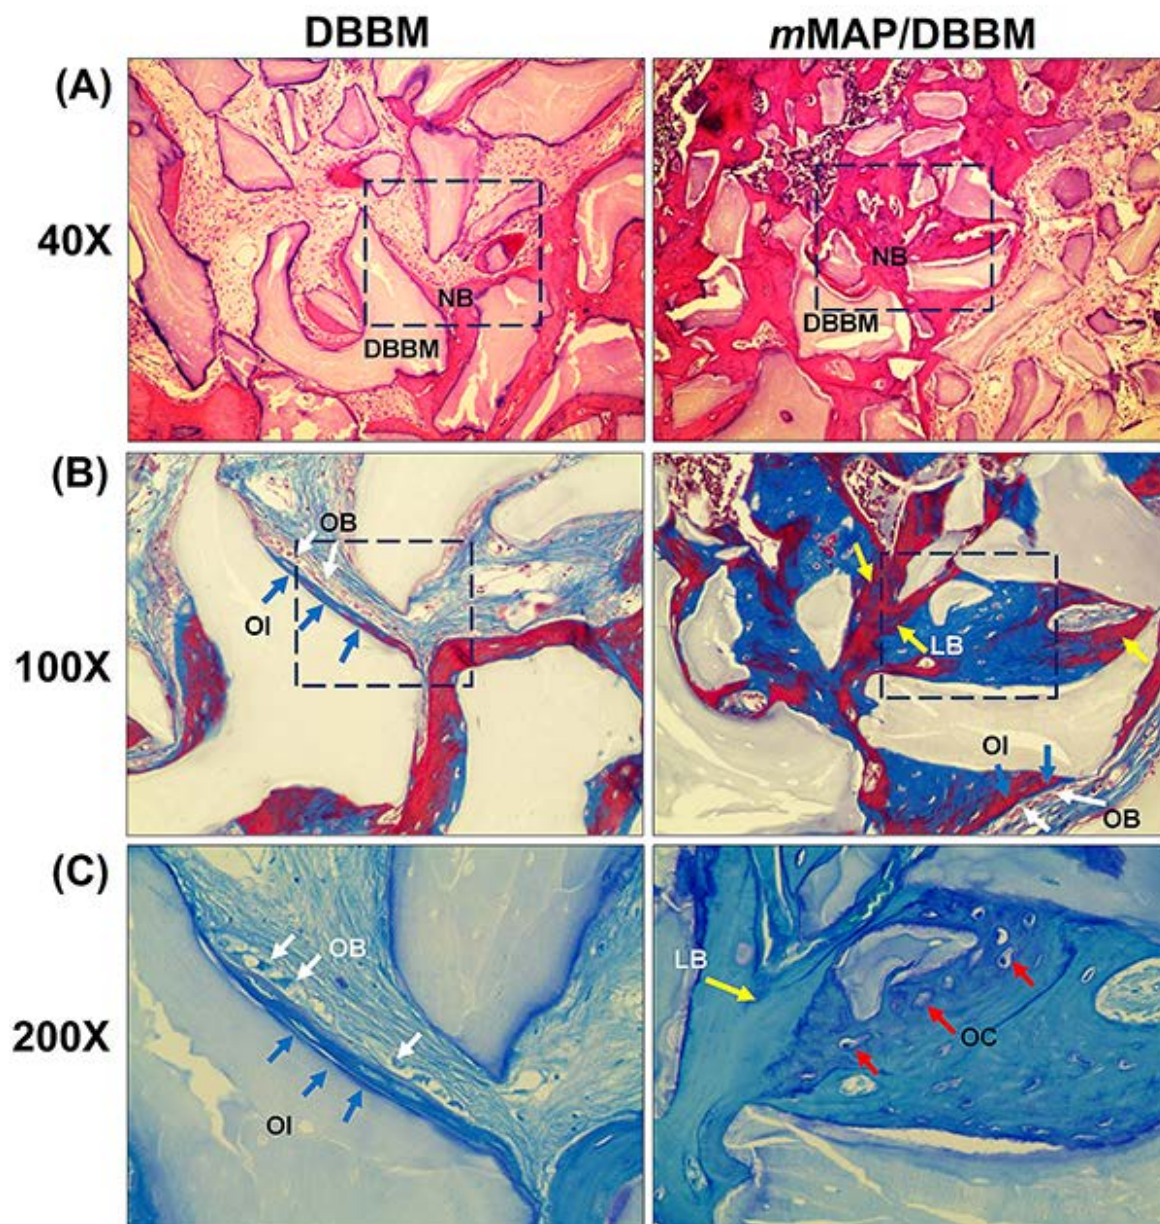 DBBM
mMAP/DBBM
(A)
40X
NB
DBBM
NB
DBBM
(B)
100X
OB
OI
LB
OI
OB
(C)
200X
OB
OI
LB
OC